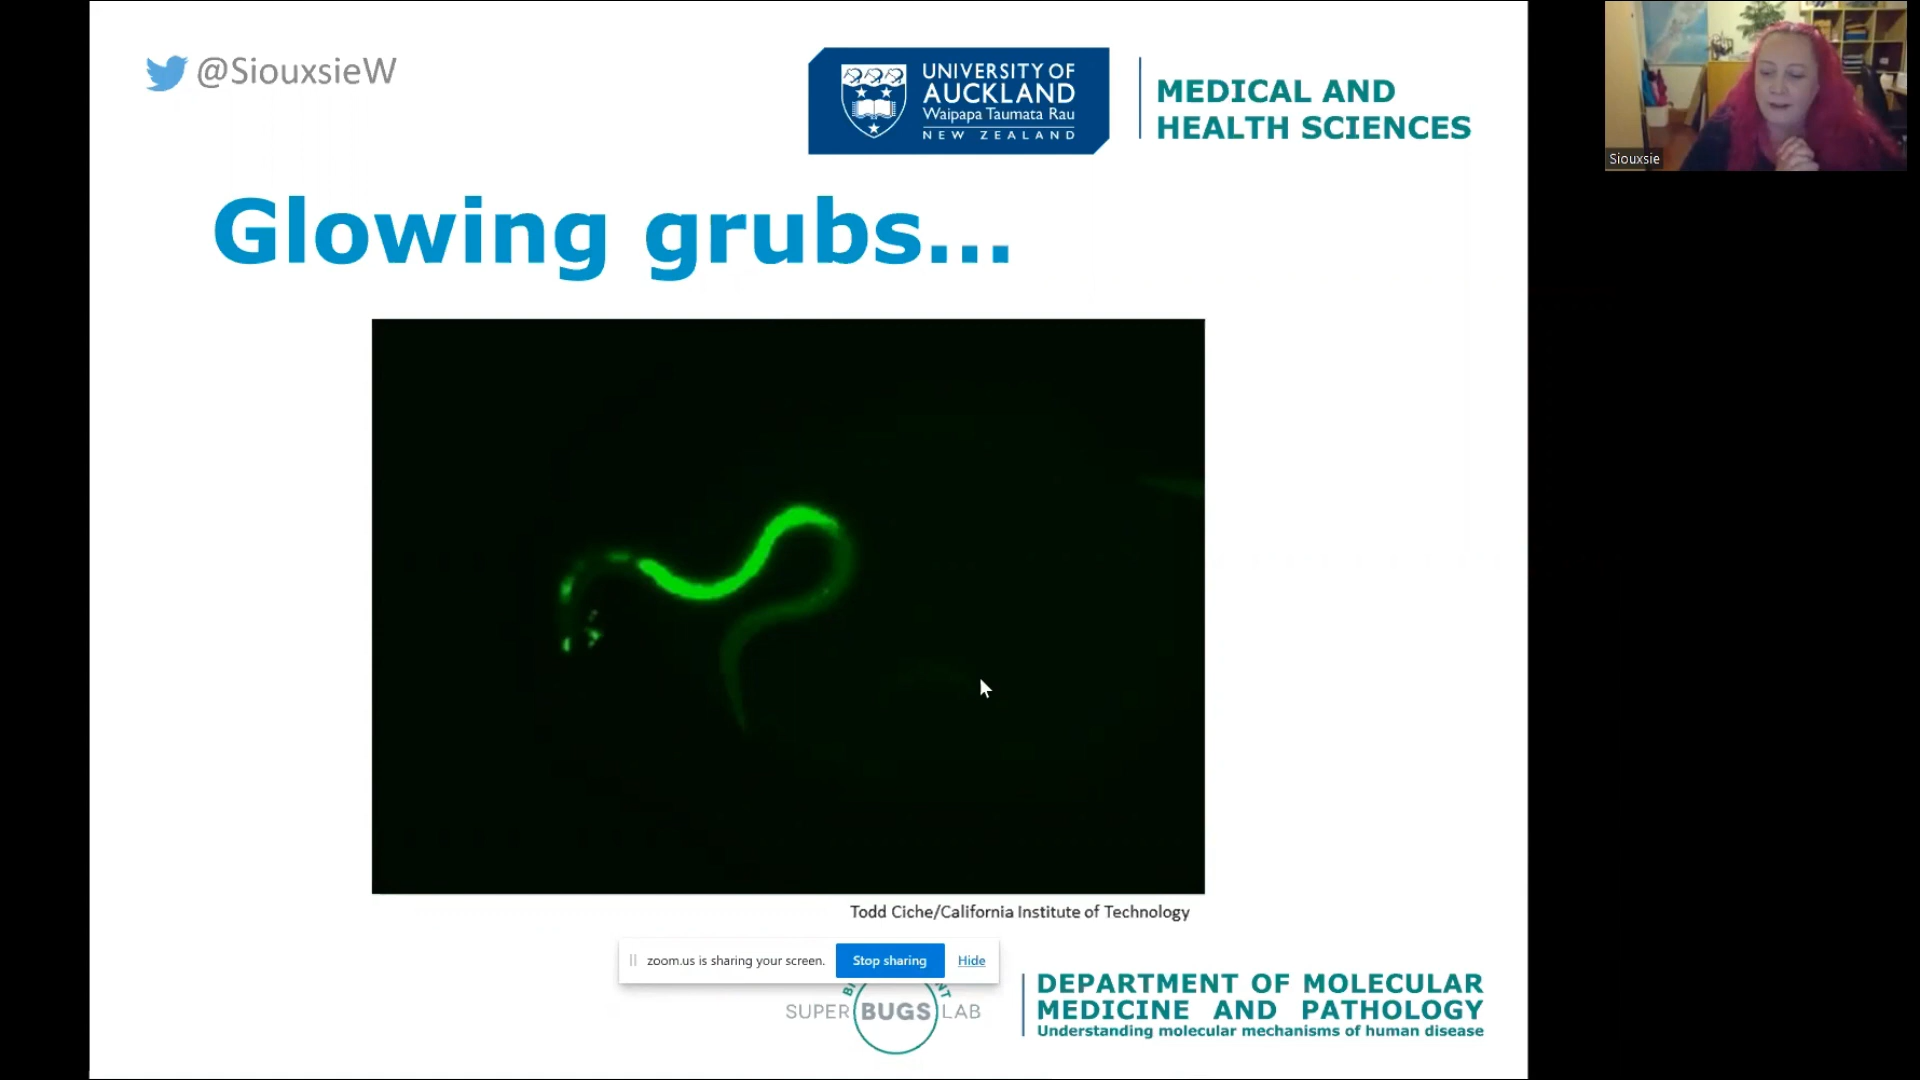 @SiouxsieW
UNIVERSITY OF
AUCKLAND
Waipapa Taumata Rau
NEW ZEALAND
MEDICAL AND
HEALTH SCIENCES
Siouxsie
Glowing grubs...
Todd Ciche/California Institute of Technology
zoom.us is sharing your screen.
Stop sharing
Hide
SUPER BUGS LAB
DEPARTMENT OF MOLECULAR
MEDICINE AND PATHOLOGY
Understanding molecular mechanisms of human disease